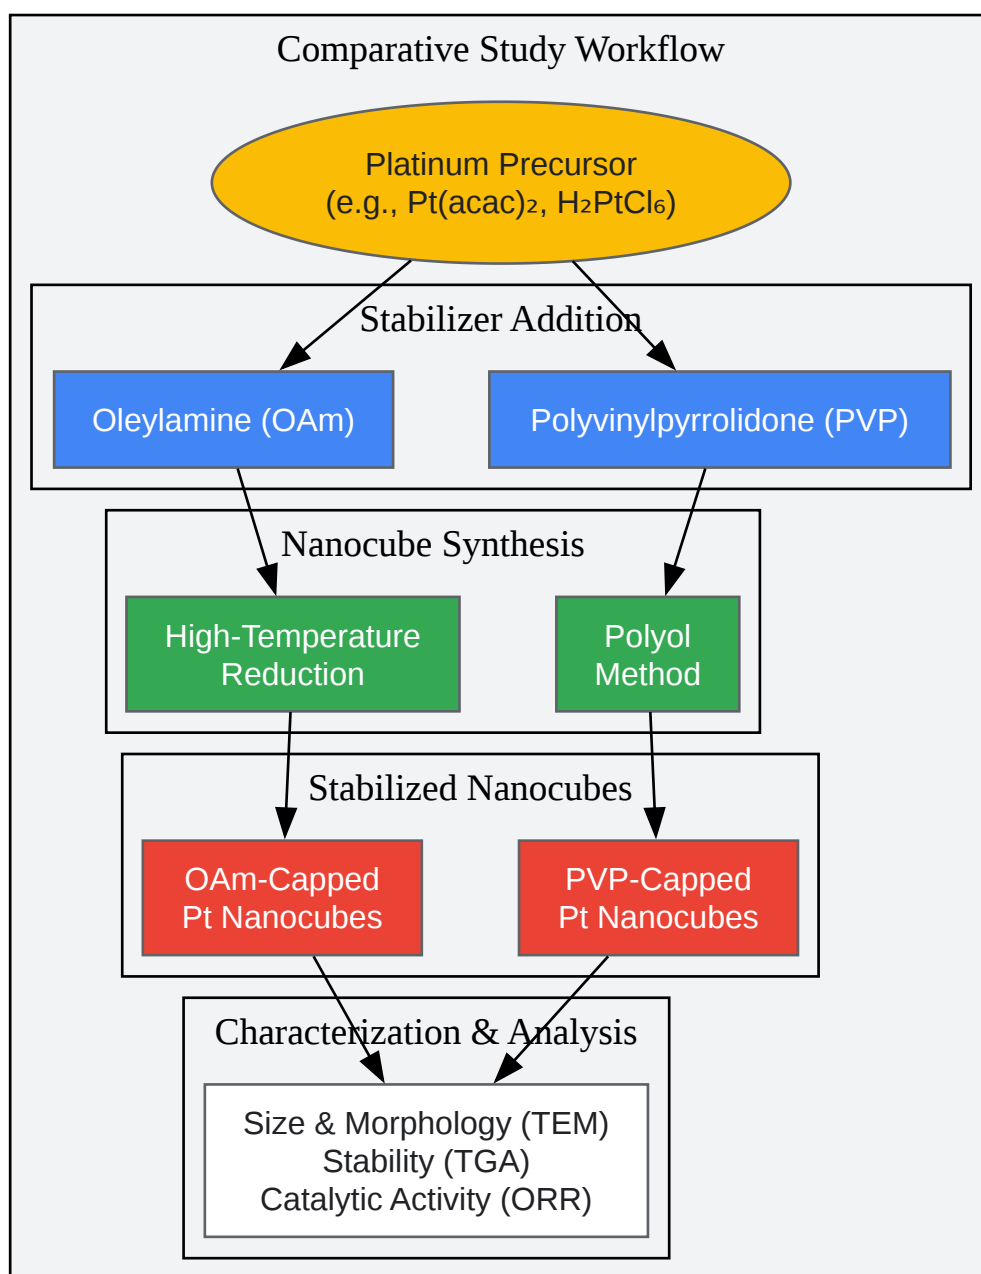 Comparative Study Workflow
Platinum Precursor
(e.g., Pt(acac)₂, H₂PtCl₆)
Stabilizer Addition
Oleylamine (OAm)
Polyvinylpyrrolidone (PVP)
Nanocube Synthesis
High-Temperature
Reduction
Polyol
Method
Stabilized Nanocubes
OAm-Capped
Pt Nanocubes
PVP-Capped
Pt Nanocubes
Characterization & Analysis
Size & Morphology (TEM)
Stability (TGA)
Catalytic Activity (ORR)